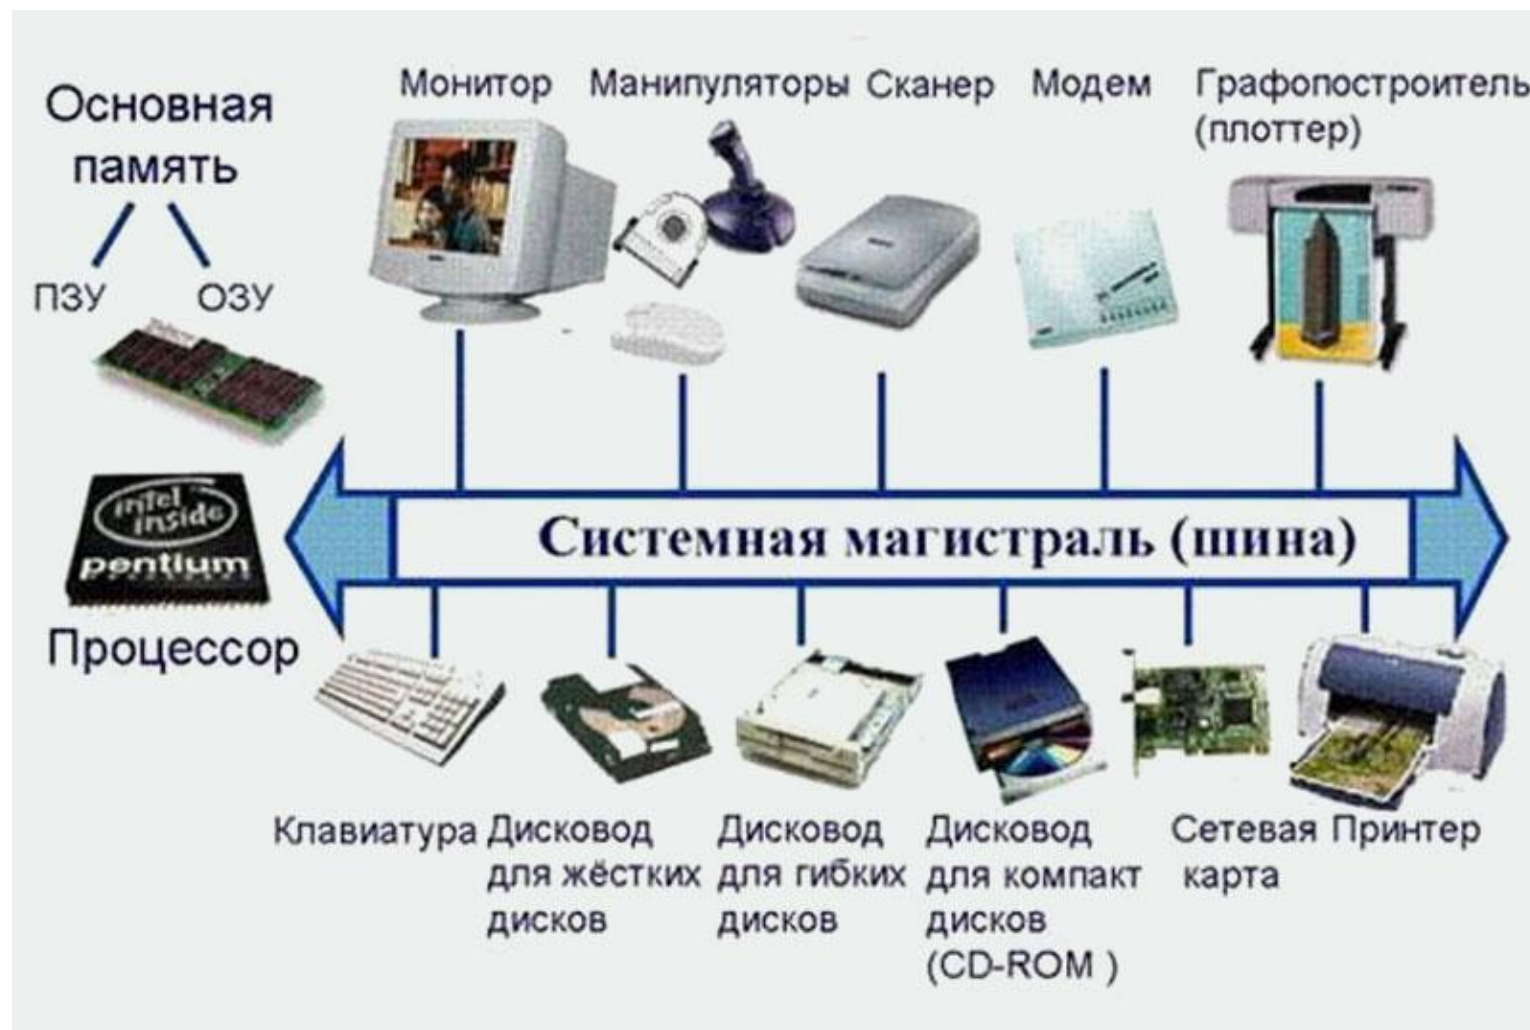 Основная
память
ПЗУ
ОЗУ
Монитор
Манипуляторы
Сканер
Модем
Графопостроитель
(плоттер)
intel
inside
pentium
Процессор
Системная магистраль (шина)
Клавиатура
Дисковод
для жёстких
дисков
Дисковод
для гибких
дисков
Дисковод
для компакт
дисков
(CD-ROM )
Сетевая
карта
Принтер